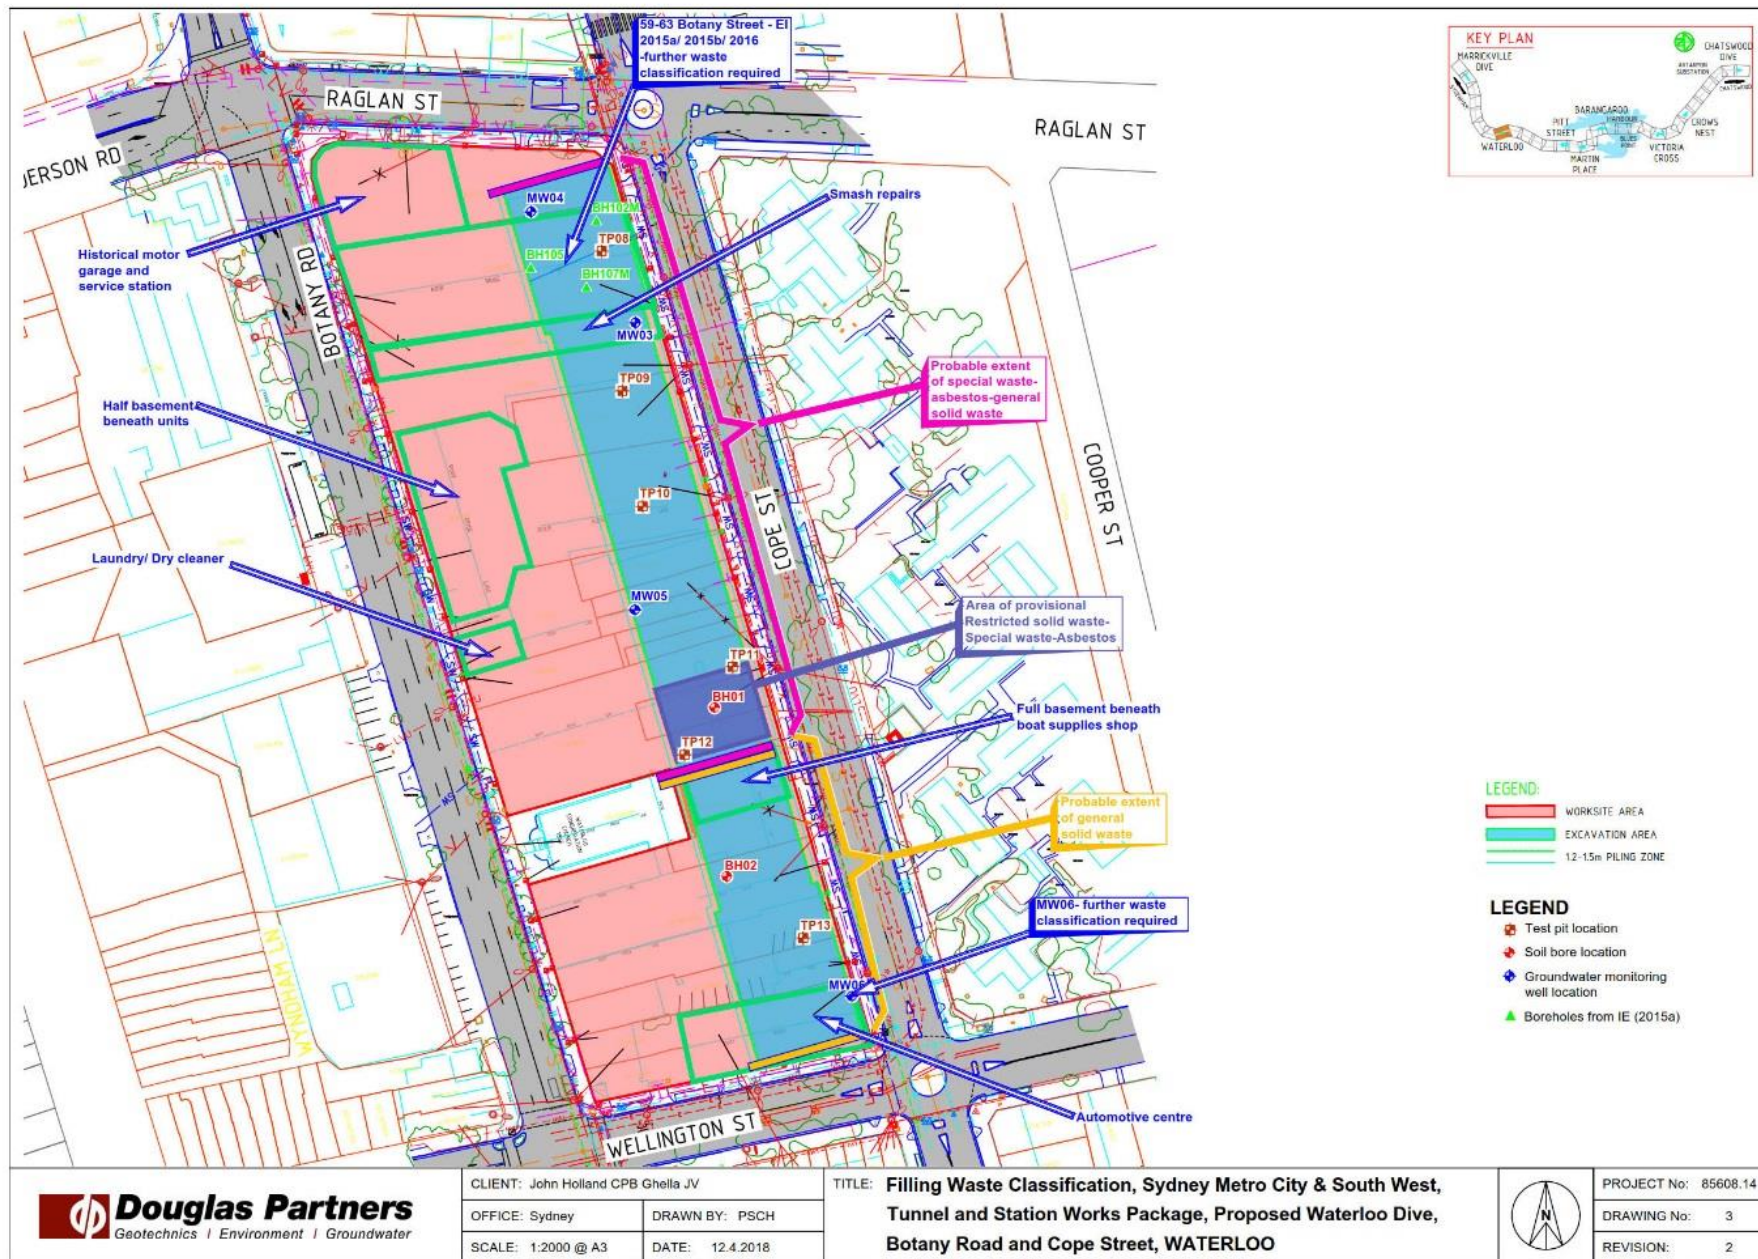 59-63 Botany Street - EI
2015a/ 2015b/ 2016
-further waste
classification required
KEY PLAN
CHATSWOOD
DIVE
MARRICKVILLE
DIVE
ARTARMON
SUBSTATION
CHATSWOOD
SYDENHAM
BARANGAROO
HARBOUR
PITT
STREET
BLUES
POINT
CROWS
NEST
WATERLOO
MARTIN
PLACE
VICTORIA
CROSS
RAGLAN ST
RAGLAN ST
DERSON RD
Smash repairs
MW04
BH102M
TP08
BH105
BH107M
Historical motor
garage and
service station
BOTANY RD
MW03
Probable extent
of special waste-
asbestos-general
solid waste
TP09
Half basement
beneath units
COOPER ST
TP10
COPE ST
Laundry/ Dry cleaner
MW05
Area of provisional
Restricted solid waste-
Special waste-Asbestos
TP11
BH01
Full basement beneath
boat supplies shop
TP12
LEGEND:
WORKSITE AREA
EXCAVATION AREA
1.2-1.5m PILING ZONE
Probable extent
of general
solid waste
BH02
MW06- further waste
classification required
TP13
WYNDHAM LN
MW06
LEGEND
Test pit location
Soil bore location
Groundwater monitoring
well location
Boreholes from IE (2015a)
Automotive centre
WELLINGTON ST
Douglas Partners
Geotechnics | Environment | Groundwater
CLIENT: John Holland CPB Ghella JV
OFFICE: Sydney
DRAWN BY: PSCH
SCALE: 1:2000 @ A3
DATE: 12.4.2018
TITLE: Filling Waste Classification, Sydney Metro City & South West,
Tunnel and Station Works Package, Proposed Waterloo Dive,
Botany Road and Cope Street, WATERLOO
N
PROJECT No: 85608.14
DRAWING No: 3
REVISION: 2